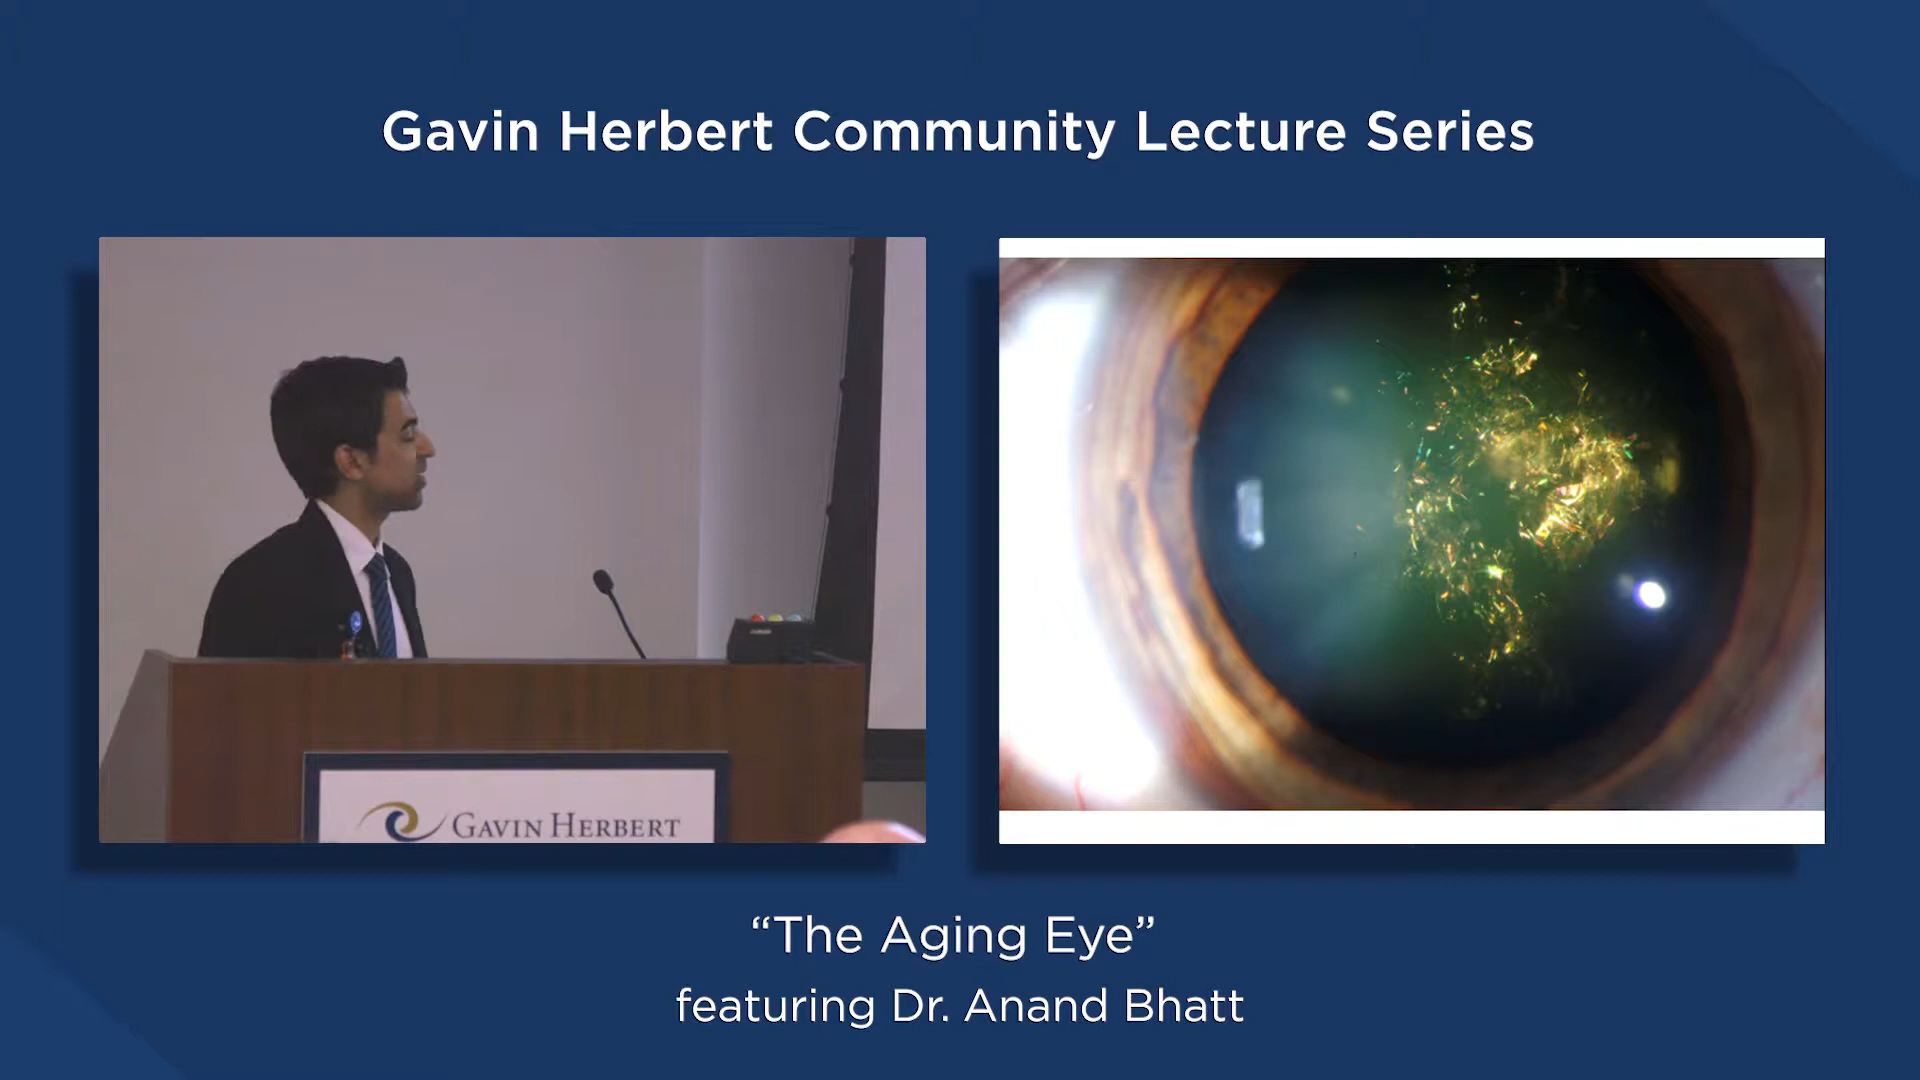 Gavin Herbert Community Lecture Series
GAVIN HERBERT
“The Aging Eye”
featuring Dr. Anand Bhatt